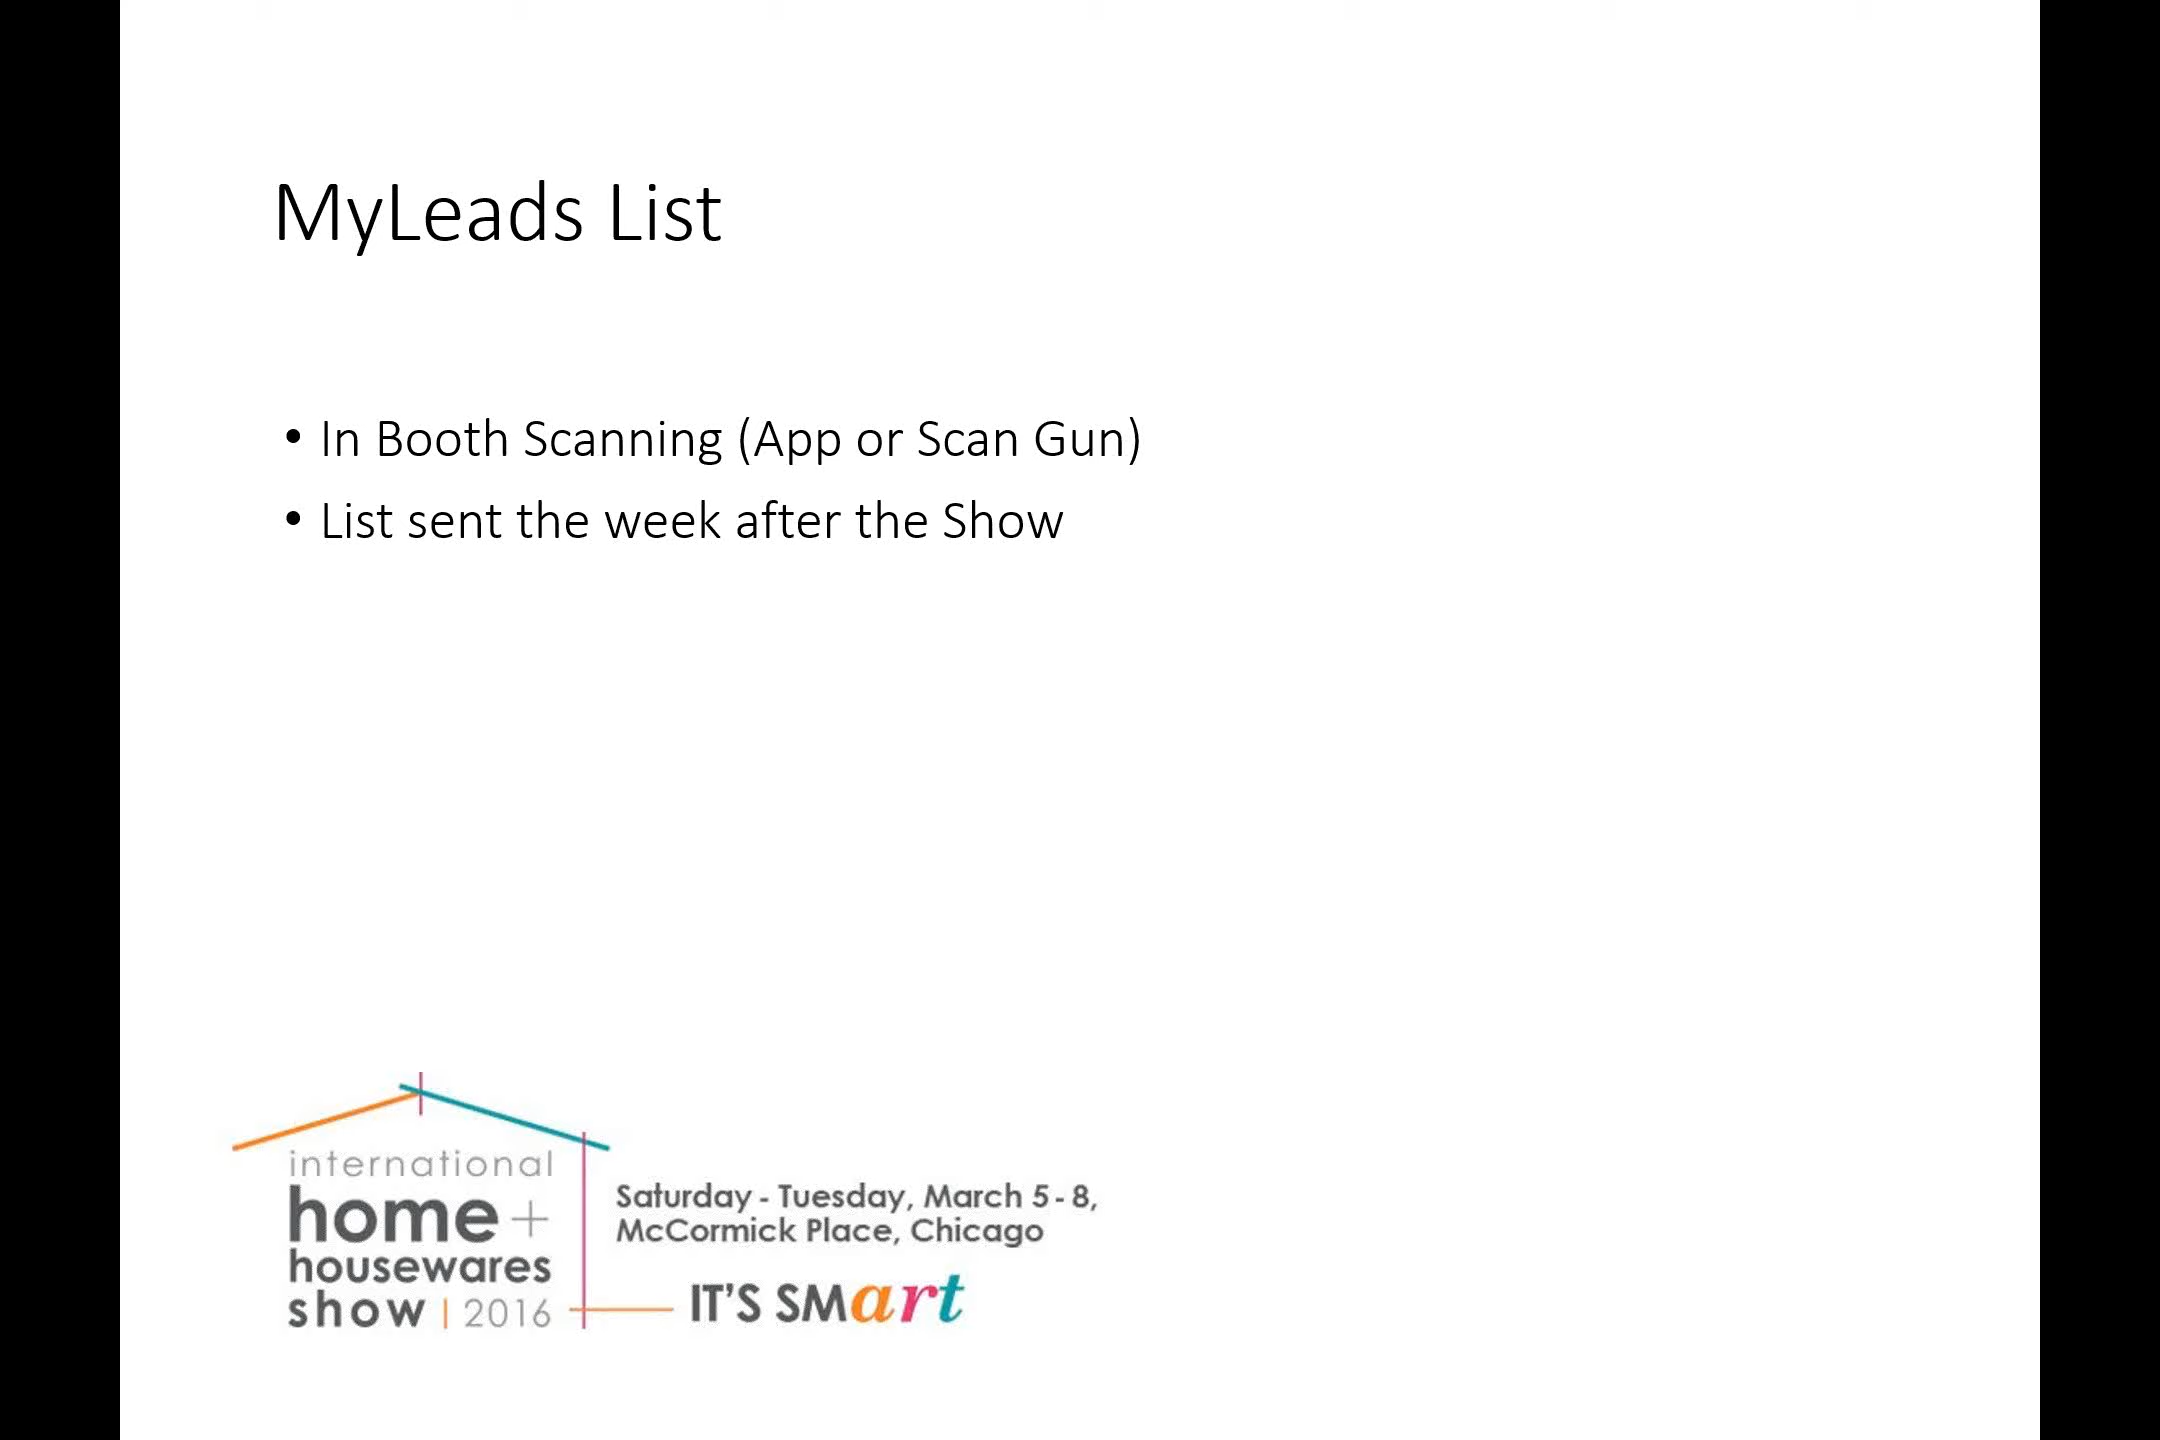 MyLeads List
• In Booth Scanning (App or Scan Gun)
• List sent the week after the Show
international
home +
housewares
show | 2016
Saturday - Tuesday, March 5 - 8,
McCormick Place, Chicago
IT'S SMart